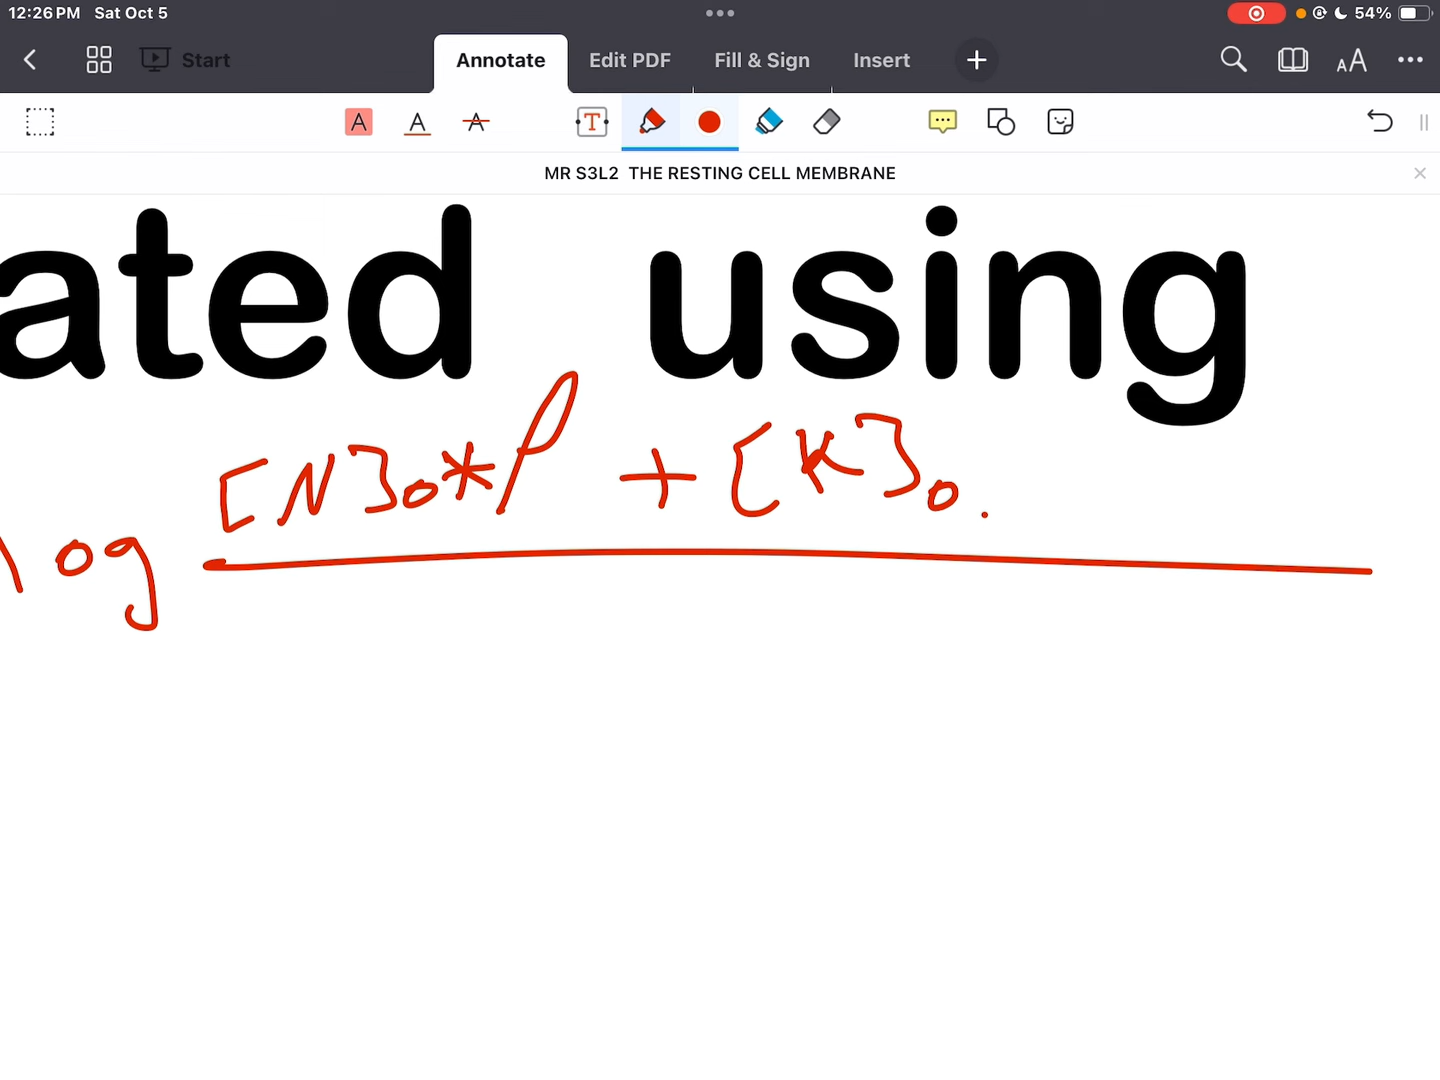 12:26 PM Sat Oct 5
54%
Start
Annotate
Edit PDF
Fill & Sign
Insert
AA
A A A T
MR S3L2 THE RESTING CELL MEMBRANE
ated using
[N]o*P + [K]o.
log